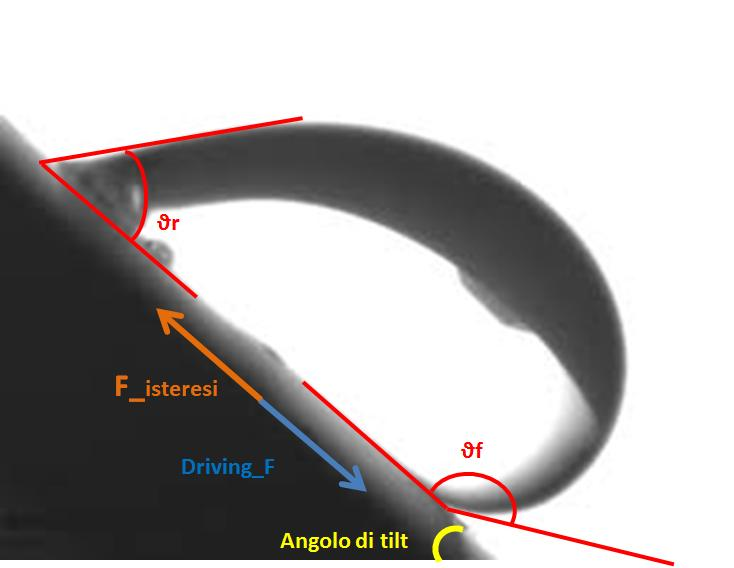 ϑr
F_isteresi
Driving_F
ϑf
Angolo di tilt